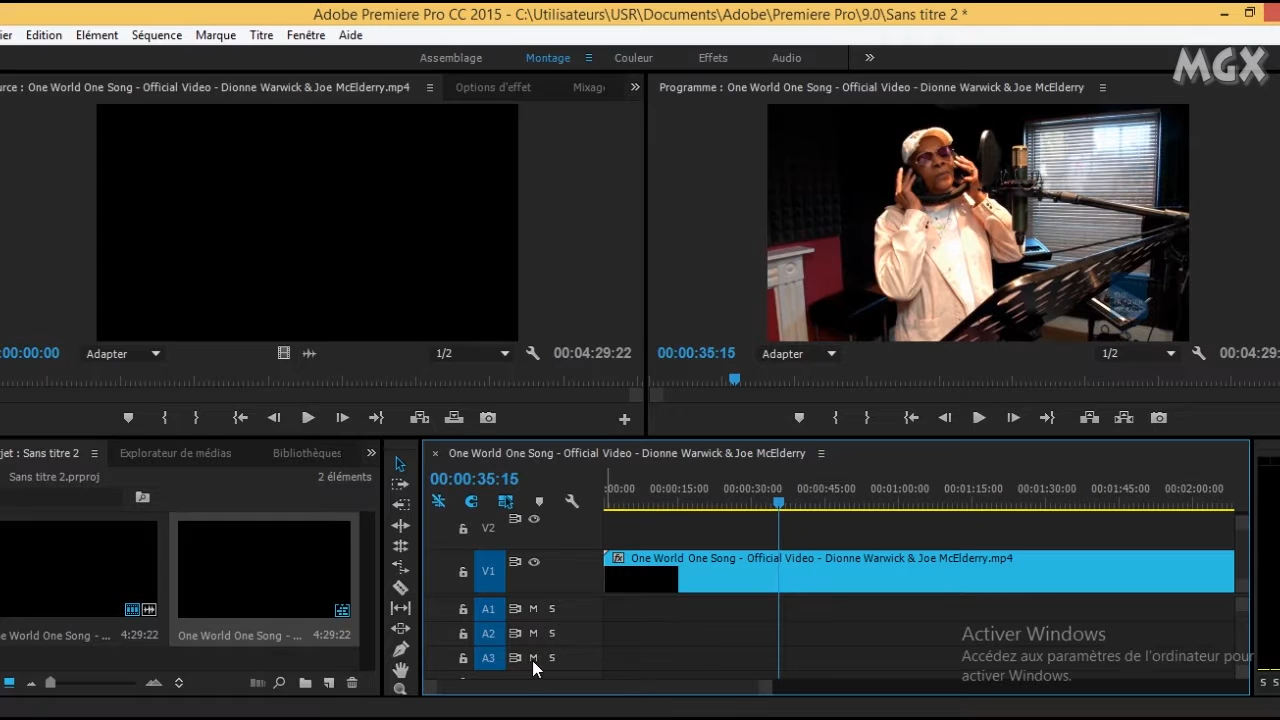 Adobe Premiere Pro CC 2015 - C:\Utilisateurs\USR\Documents\Adobe\Premiere Pro\9.0\Sans titre 2 *
ier Edition Elément Séquence Marque Titre Fenêtre Aide
Assemblage Montage Couleur Effets Audio
MGX
urce : One World One Song - Official Video - Dionne Warwick & Joe McElderry.mp4 Options d'effet Mixag
Programme : One World One Song - Official Video - Dionne Warwick & Joe McElderry
:00:00:00 Adapter 1/2 00:04:29:22
00:00:35:15 Adapter 1/2 00:04:29:
jet : Sans titre 2 Explorateur de médias Bibliothèques
Sans titre 2.prproj 2 éléments
ne World One Song - ... 4:29:22
One World One Song - ... 4:29:22
× One World One Song - Official Video - Dionne Warwick & Joe McElderry
00:00:35:15
:00:00 00:00:15:00 00:00:30:00 00:00:45:00 00:01:00:00 00:01:15:00 00:01:30:00 00:01:45:00 00:02:00:00
V2
V1 fx One World One Song - Official Video - Dionne Warwick & Joe McElderry.mp4
A1 M S
A2 M S
A3 M S
Activer Windows
Accédez aux paramètres de l'ordinateur pour
activer Windows.
S S